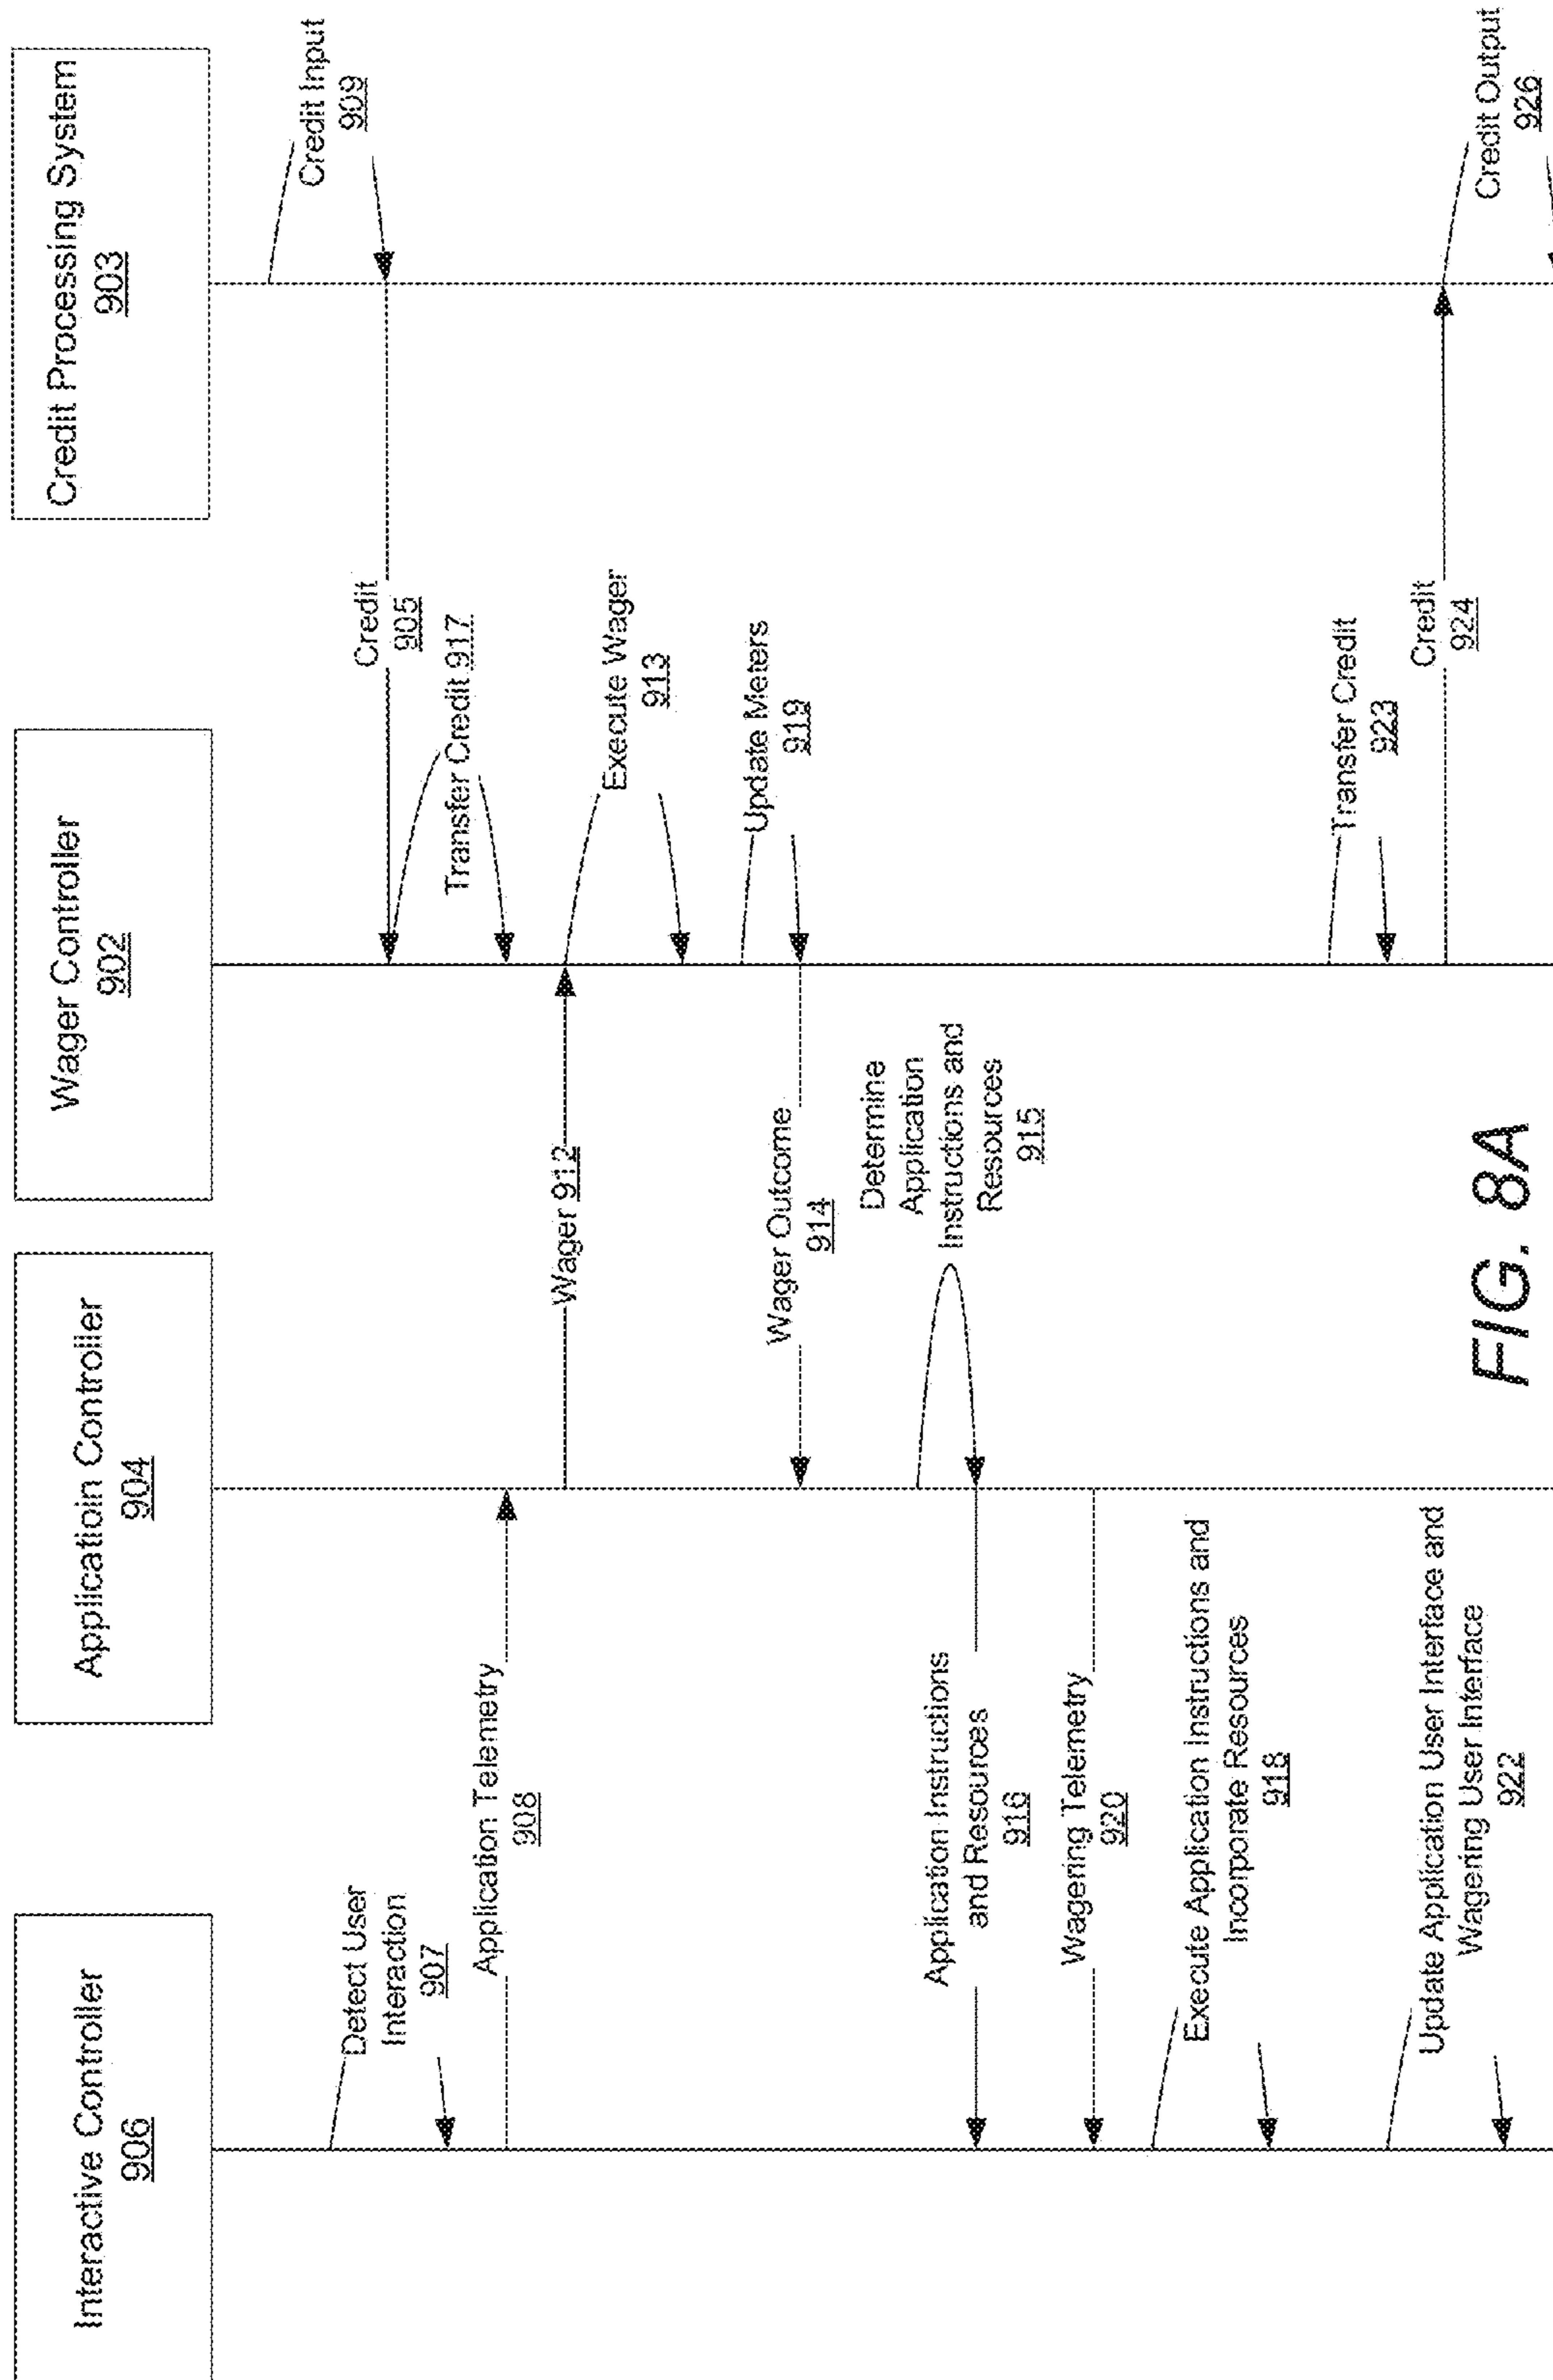 Interactive Controller
906
Applicatioin Controller
904
Wager Controller
902
Credit Processing System
903
Credit Input
909
Detect User
Interaction
907
Credit
905
Transfer Credit 917
Application Telemetry
908
Wager 912
Execute Wager
913
Update Meters
919
Wager Outcome
914
Determine
Application
Instructions and
Resources
915
Application Instructions
and Resources
916
Wagering Telemetry
920
Execute Application Instructions and
Incorporate Resources
918
Transfer Credit
923
Update Application User Interface and
Wagering User Interface
922
Credit
924
Credit Output
926
FIG. 8A